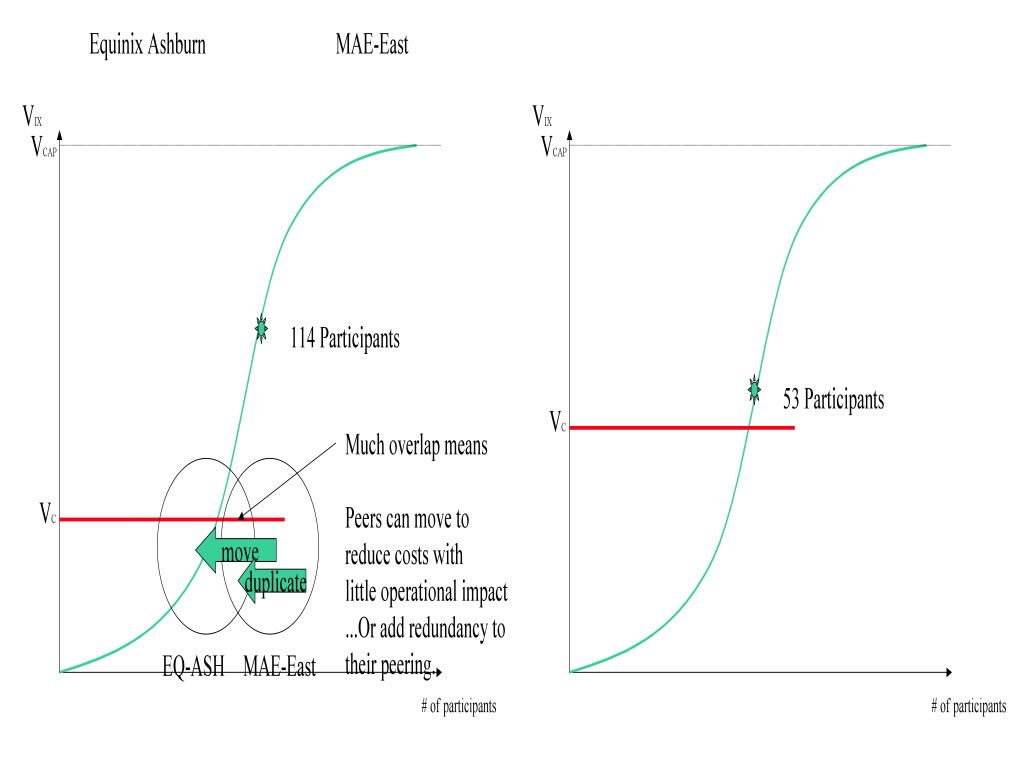 Equinix Ashburn
MAE-East
VIX
VCAP
114 Participants
Much overlap means
VC
Peers can move to
reduce costs with
little operational impact
...Or add redundancy to
their peering.
move
duplicate
EQ-ASH
MAE-East
# of participants
VIX
VCAP
53 Participants
VC
# of participants